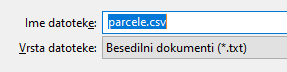 Ime datoteke: parcele.csv
Vrsta datoteke: Besedilni dokumenti (*.txt)